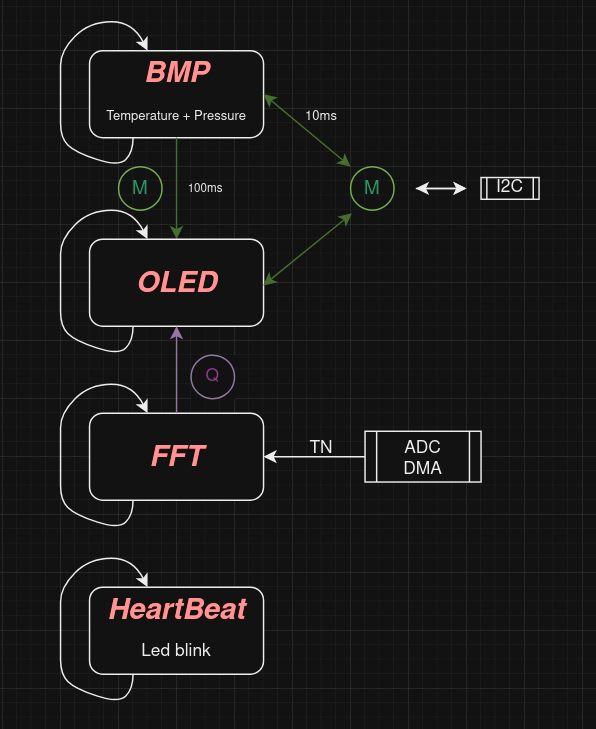 BMP
Temperature + Pressure
10ms
M
100ms
M
I2C
OLED
Q
FFT
TN
ADC
DMA
HeartBeat
Led blink